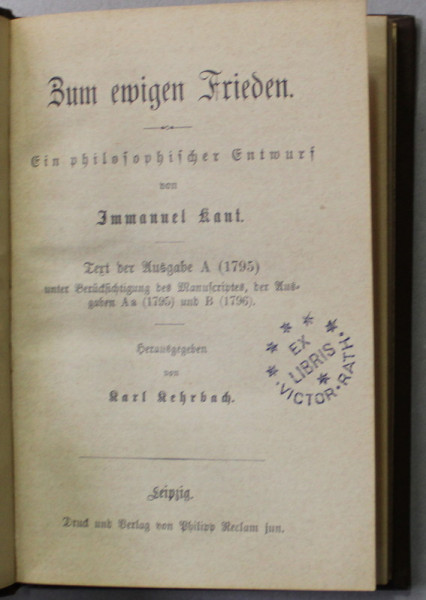 Zum ewigen Frieden.
Ein philosophischer Entwurf
von
Immanuel Kant.
Text der Ausgabe A (1795)
unter Berücksichtigung des Manuscriptes, der Aus-
gaben Aa (1795) und B (1796).
Herausgegeben
von
Karl Kehrbach.
EX
LIBRIS
VICTOR·RATH·
Leipzig.
Druck und Verlag von Philipp Reclam jun.